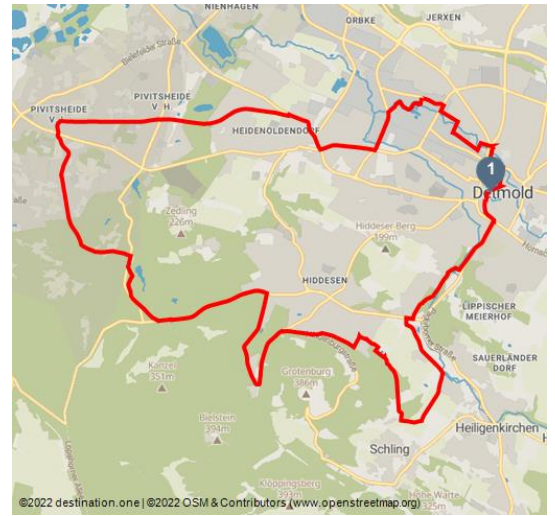 NIENHAGEN
ORBKE
JERXEN
Bielefelder Straße
PIVITSHEIDE
V. H.
PIVITSHEIDE
HEIDENOLDENDORF
1
Detmold
Zedling
226m
Hiddeser Berg
199m
HIDDESEN
LIPPISCHER
MEIERHOF
SAUERLÄNDER
DORF
Kanzel
351m
Grotenburg
386m
Bielstein
394m
Heiligenkirchen
Schling
Klöppingsberg
393m
Hohe Warte
325m
©2022 destination.one | ©2022 OSM & Contributors (www.openstreetmap.org)